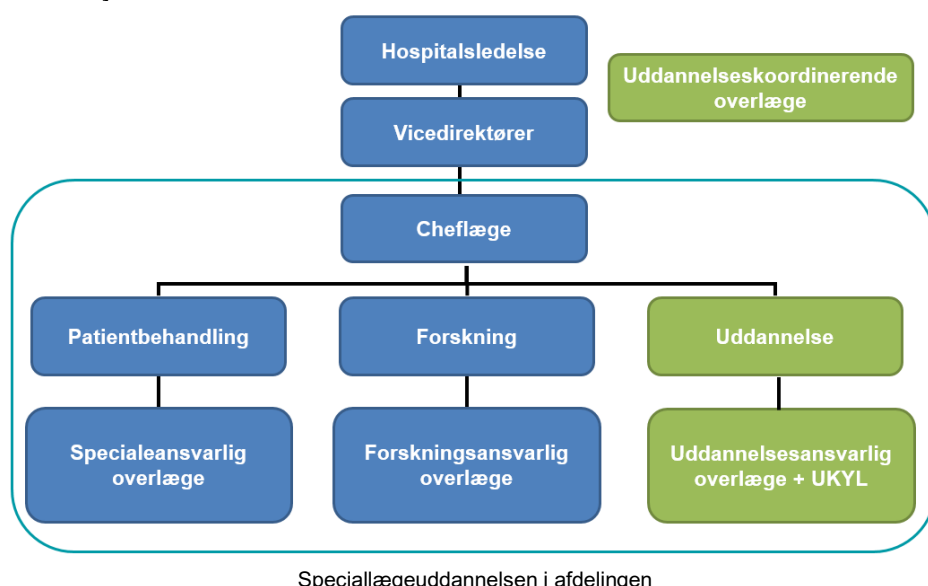 Hospitalsledelse
Uddannelseskoordinerende
overlæge
Vicedirektører
Cheflæge
Patientbehandling
Forskning
Uddannelse
Specialeansvarlig
overlæge
Forskningsansvarlig
overlæge
Uddannelsesansvarlig
overlæge + UKYL
Speciallægeuddannelsen i afdelingen